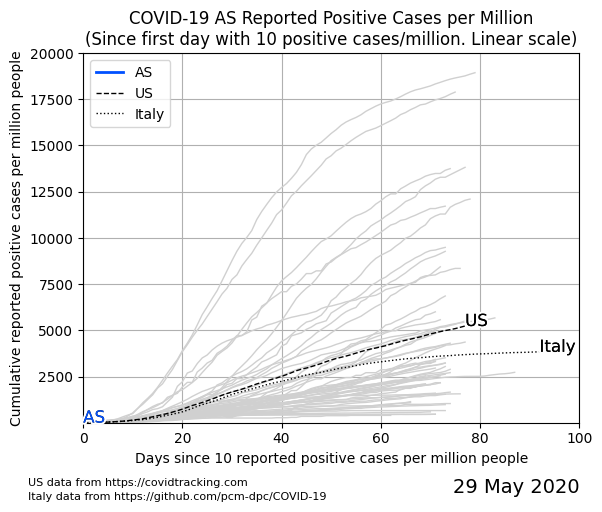 COVID-19 AS Reported Positive Cases per Million
(Since first day with 10 positive cases/million. Linear scale)
Cumulative reported positive cases per million people
20000
17500
15000
12500
10000
7500
5000
2500
AS
US
Italy
US
Italy
AS
0
20
40
60
80
100
Days since 10 reported positive cases per million people
US data from https://covidtracking.com
Italy data from https://github.com/pcm-dpc/COVID-19
29 May 2020